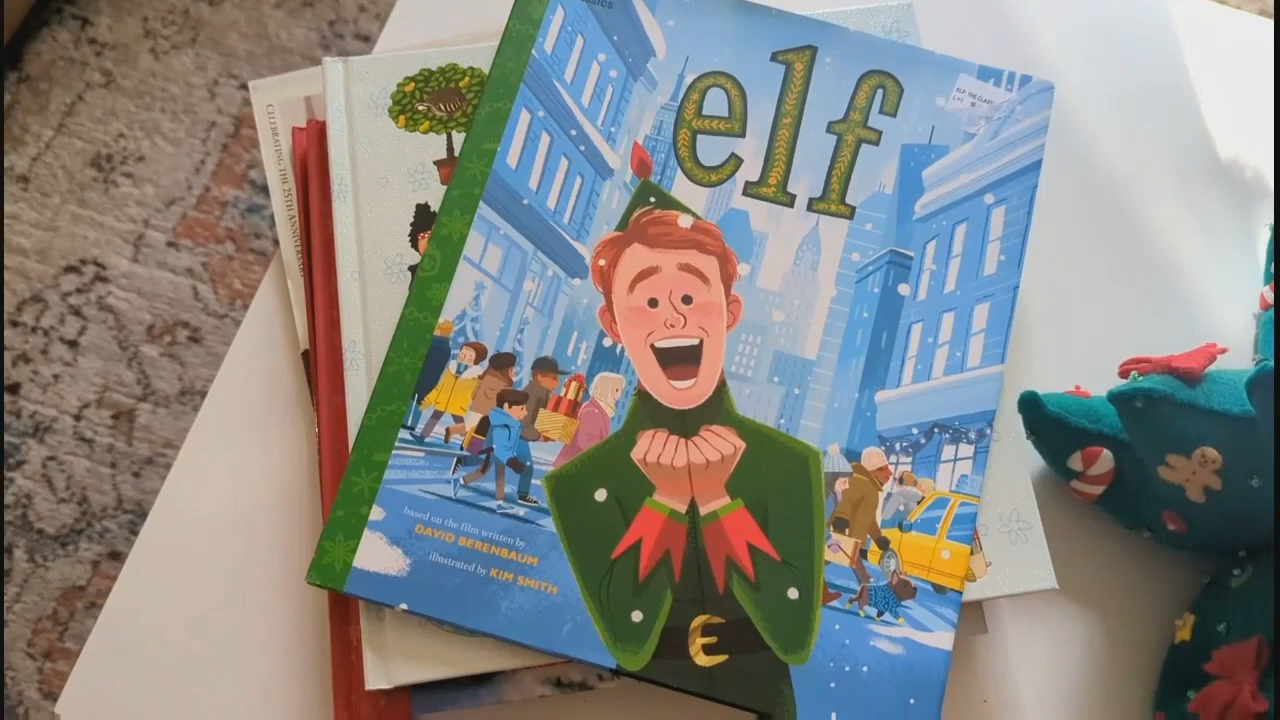 elf
based on the film written by
DAVID BERENBAUM
illustrated by KIM SMITH
CELEBRATING THE 25TH ANNIVERSARY